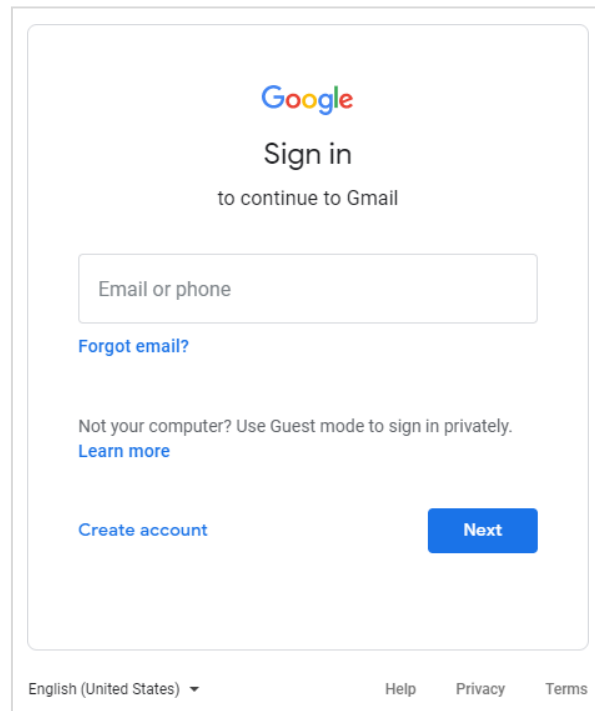 Google
Sign in
to continue to Gmail
Email or phone
Forgot email?
Not your computer? Use Guest mode to sign in privately.
Learn more
Create account
Next
English (United States)
Help Privacy Terms